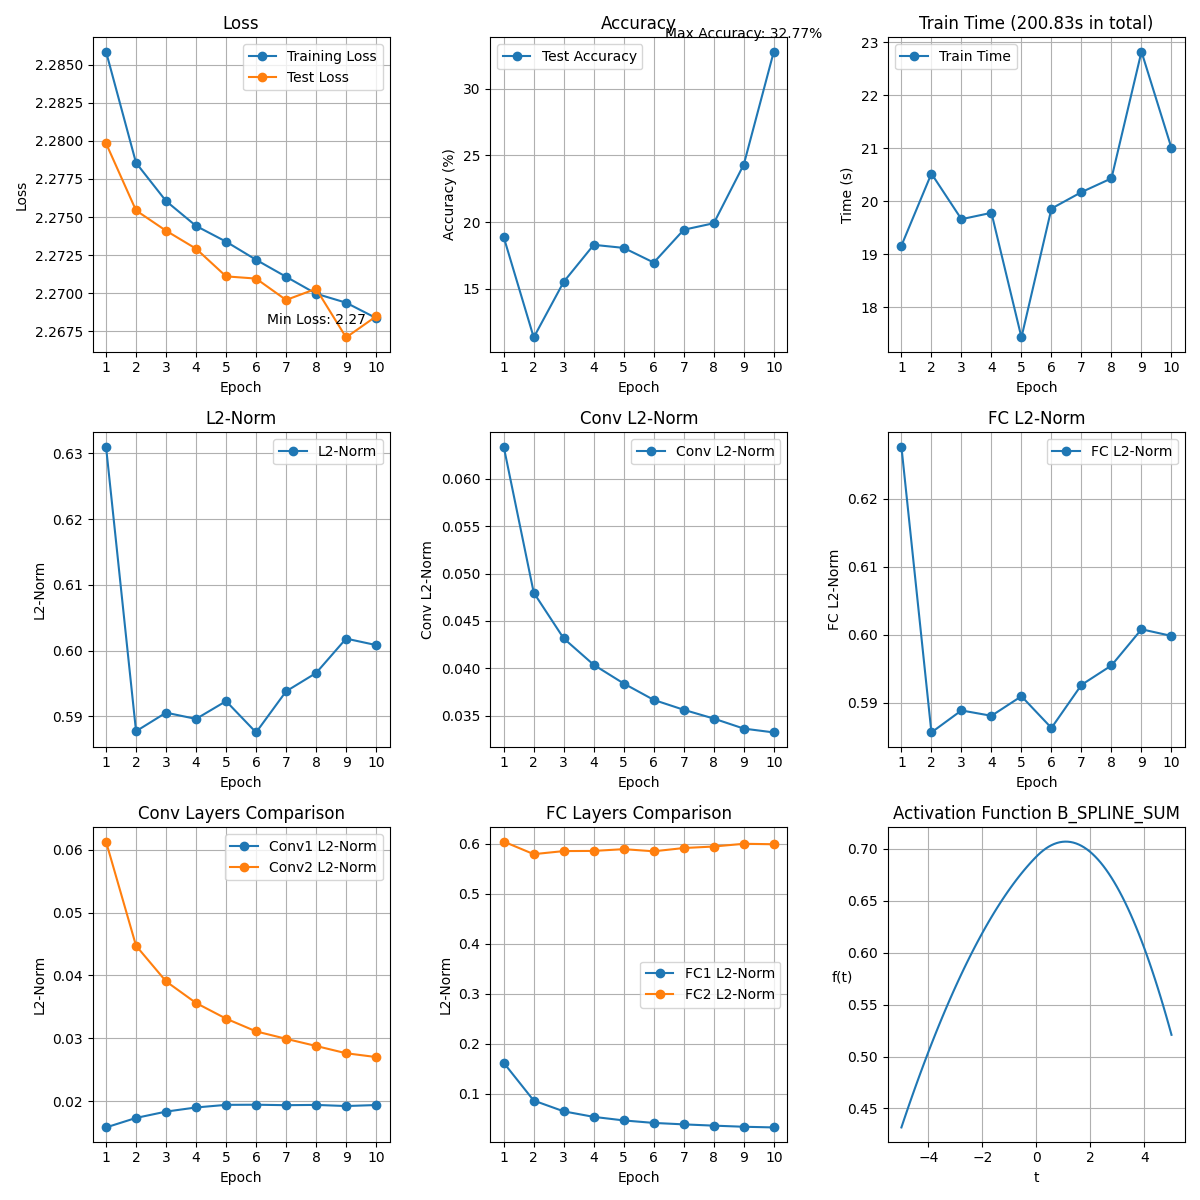 Loss
Training Loss
Test Loss
Min Loss: 2.27
2.2850
2.2825
2.2800
2.2775
2.2750
2.2725
2.2700
2.2675
Loss
1 2 3 4 5 6 7 8 9 10
Epoch
Accuracy
Max Accuracy: 32.77%
Test Accuracy
30
25
20
15
Accuracy (%)
1 2 3 4 5 6 7 8 9 10
Epoch
Train Time (200.83s in total)
Train Time
23
22
21
20
19
18
Time (s)
1 2 3 4 5 6 7 8 9 10
Epoch
L2-Norm
L2-Norm
0.63
0.62
0.61
0.60
0.59
L2-Norm
1 2 3 4 5 6 7 8 9 10
Epoch
Conv L2-Norm
Conv L2-Norm
0.060
0.055
0.050
0.045
0.040
0.035
Conv L2-Norm
1 2 3 4 5 6 7 8 9 10
Epoch
FC L2-Norm
FC L2-Norm
0.62
0.61
0.60
0.59
FC L2-Norm
1 2 3 4 5 6 7 8 9 10
Epoch
Conv Layers Comparison
Conv1 L2-Norm
Conv2 L2-Norm
0.06
0.05
0.04
0.03
0.02
L2-Norm
1 2 3 4 5 6 7 8 9 10
Epoch
FC Layers Comparison
FC1 L2-Norm
FC2 L2-Norm
0.6
0.5
0.4
0.3
0.2
0.1
L2-Norm
1 2 3 4 5 6 7 8 9 10
Epoch
Activation Function B_SPLINE_SUM
0.70
0.65
0.60
0.55
0.50
0.45
f(t)
−4 −2 0 2 4
t